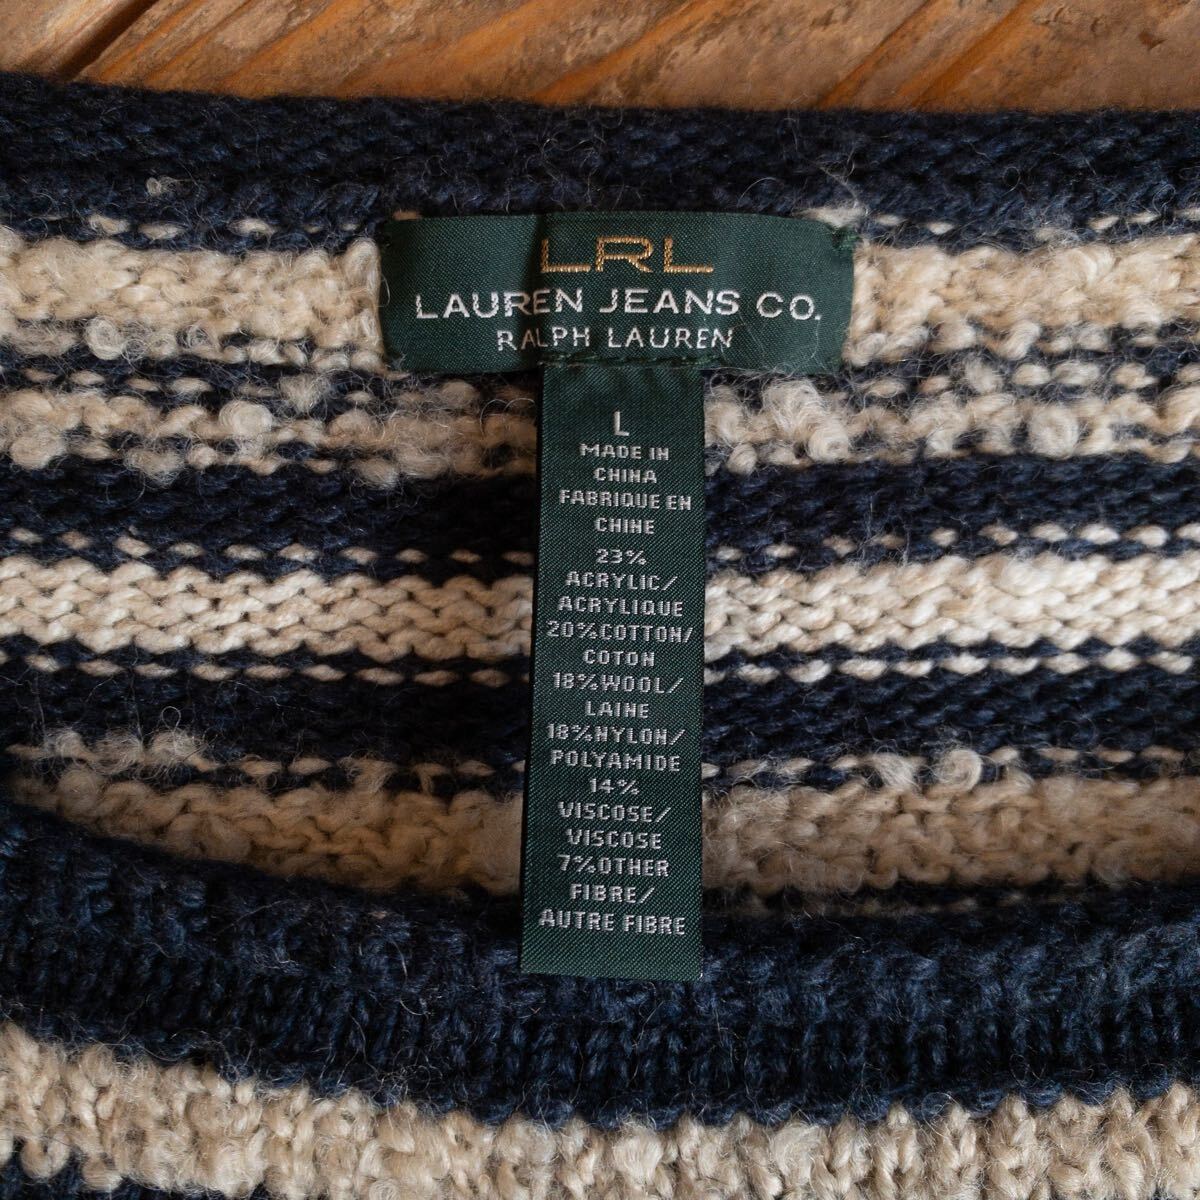 LRL
LAUREN JEANS CO.
RALPH LAUREN
L
MADE IN
CHINA
FABRIQUE EN
CHINE
23%
ACRYLIC/
ACRYLIQUE
20%COTTON/
COTON
18%WOOL/
LAINE
18%NYLON/
POLYAMIDE
14%
VISCOSE/
VISCOSE
7%OTHER
FIBRE/
AUTRE FIBRE